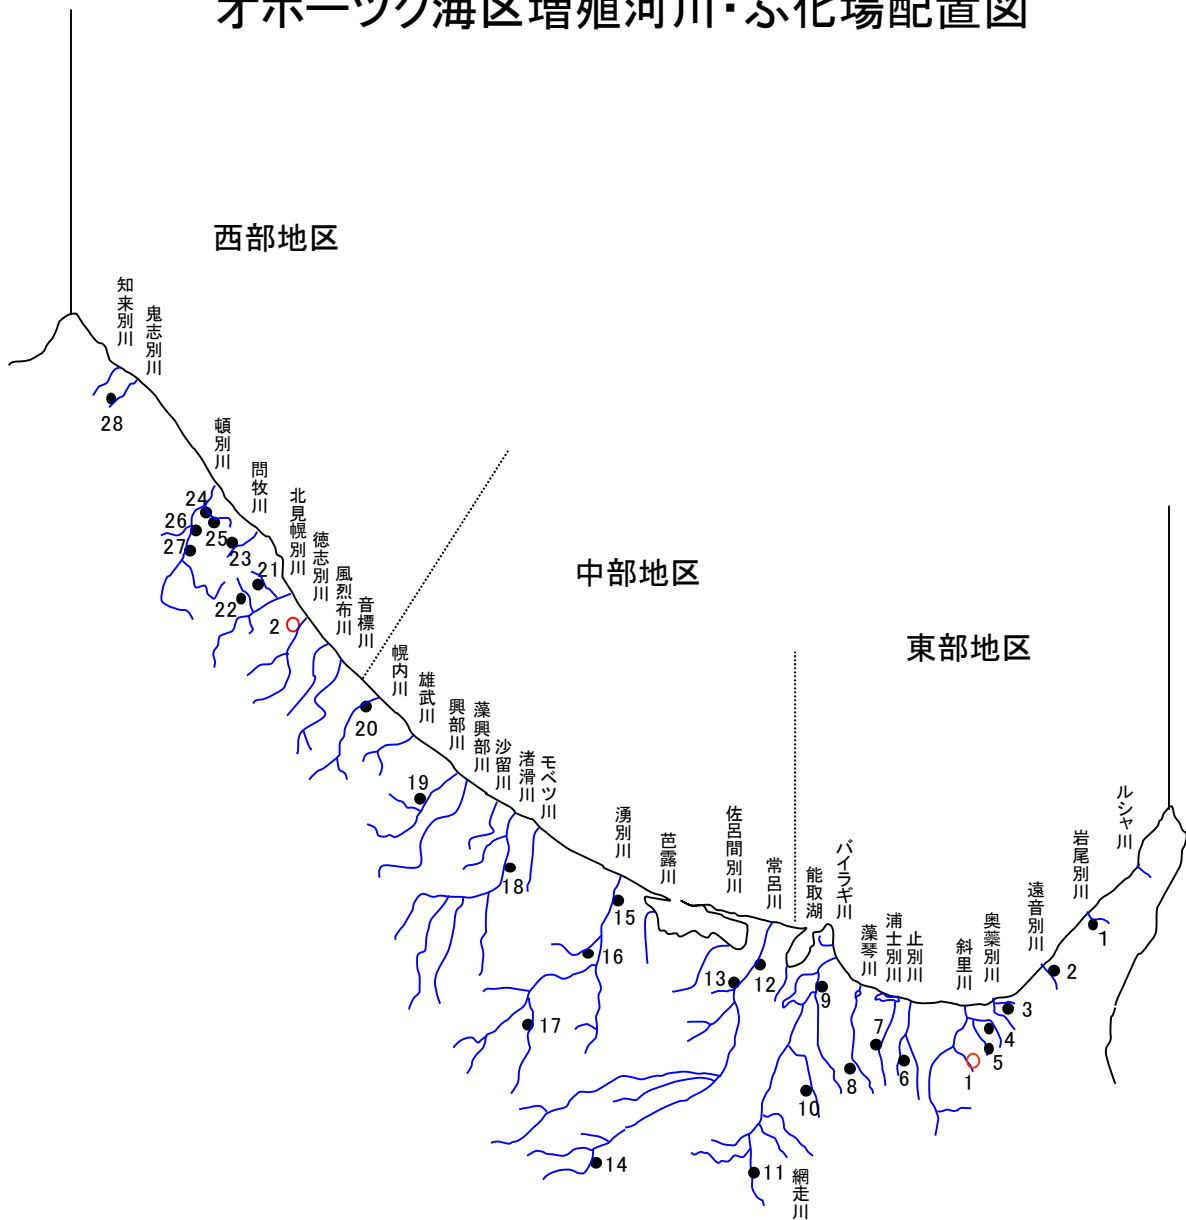 オホーツク海区増殖河川・ふ化場配置図
西部地区
知来別川
鬼志別川
28
頓別川
問牧川
北見幌別川
徳志別川
風烈布川
音標川
24
26
25
27
23
21
22
2
中部地区
東部地区
幌内川
雄武川
興部川
藻興部川
沙留川
渚滑川
モベツ川
20
19
18
湧別川
芭露川
佐呂間別川
常呂川
能取湖
バイラギ川
藻琴川
浦士別川
止別川
斜里川
奥蘂別川
遠音別川
岩尾別川
ルシャ川
15
16
17
13
12
14
9
10
11
網走川
8
7
6
1
5
4
3
2
1